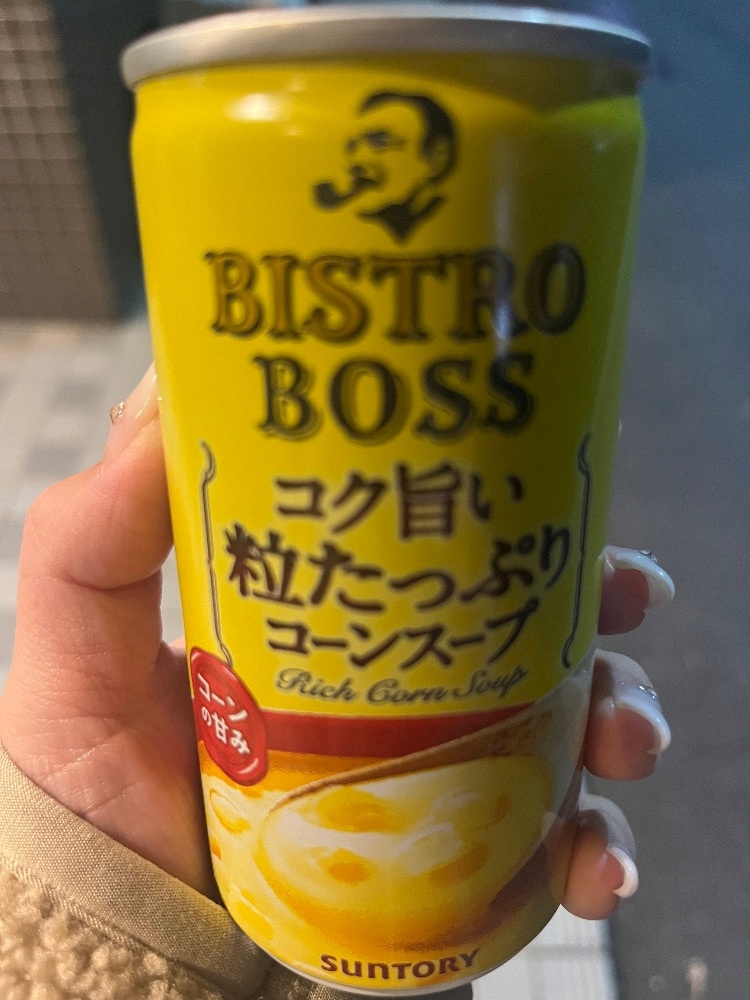 BISTRO
BOSS
コク旨い
粒たっぷり
コーンスープ
Rich Corn Soup
コーン
の甘み
SUNTORY